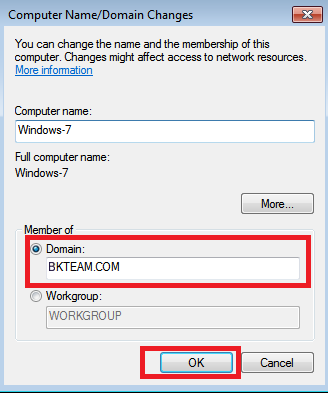 Computer Name/Domain Changes
You can change the name and the membership of this
computer. Changes might affect access to network resources.
More information
Computer name:
Windows-7
Full computer name:
Windows-7
More...
Member of
Domain:
BKTEAM.COM
Workgroup:
WORKGROUP
OK Cancel